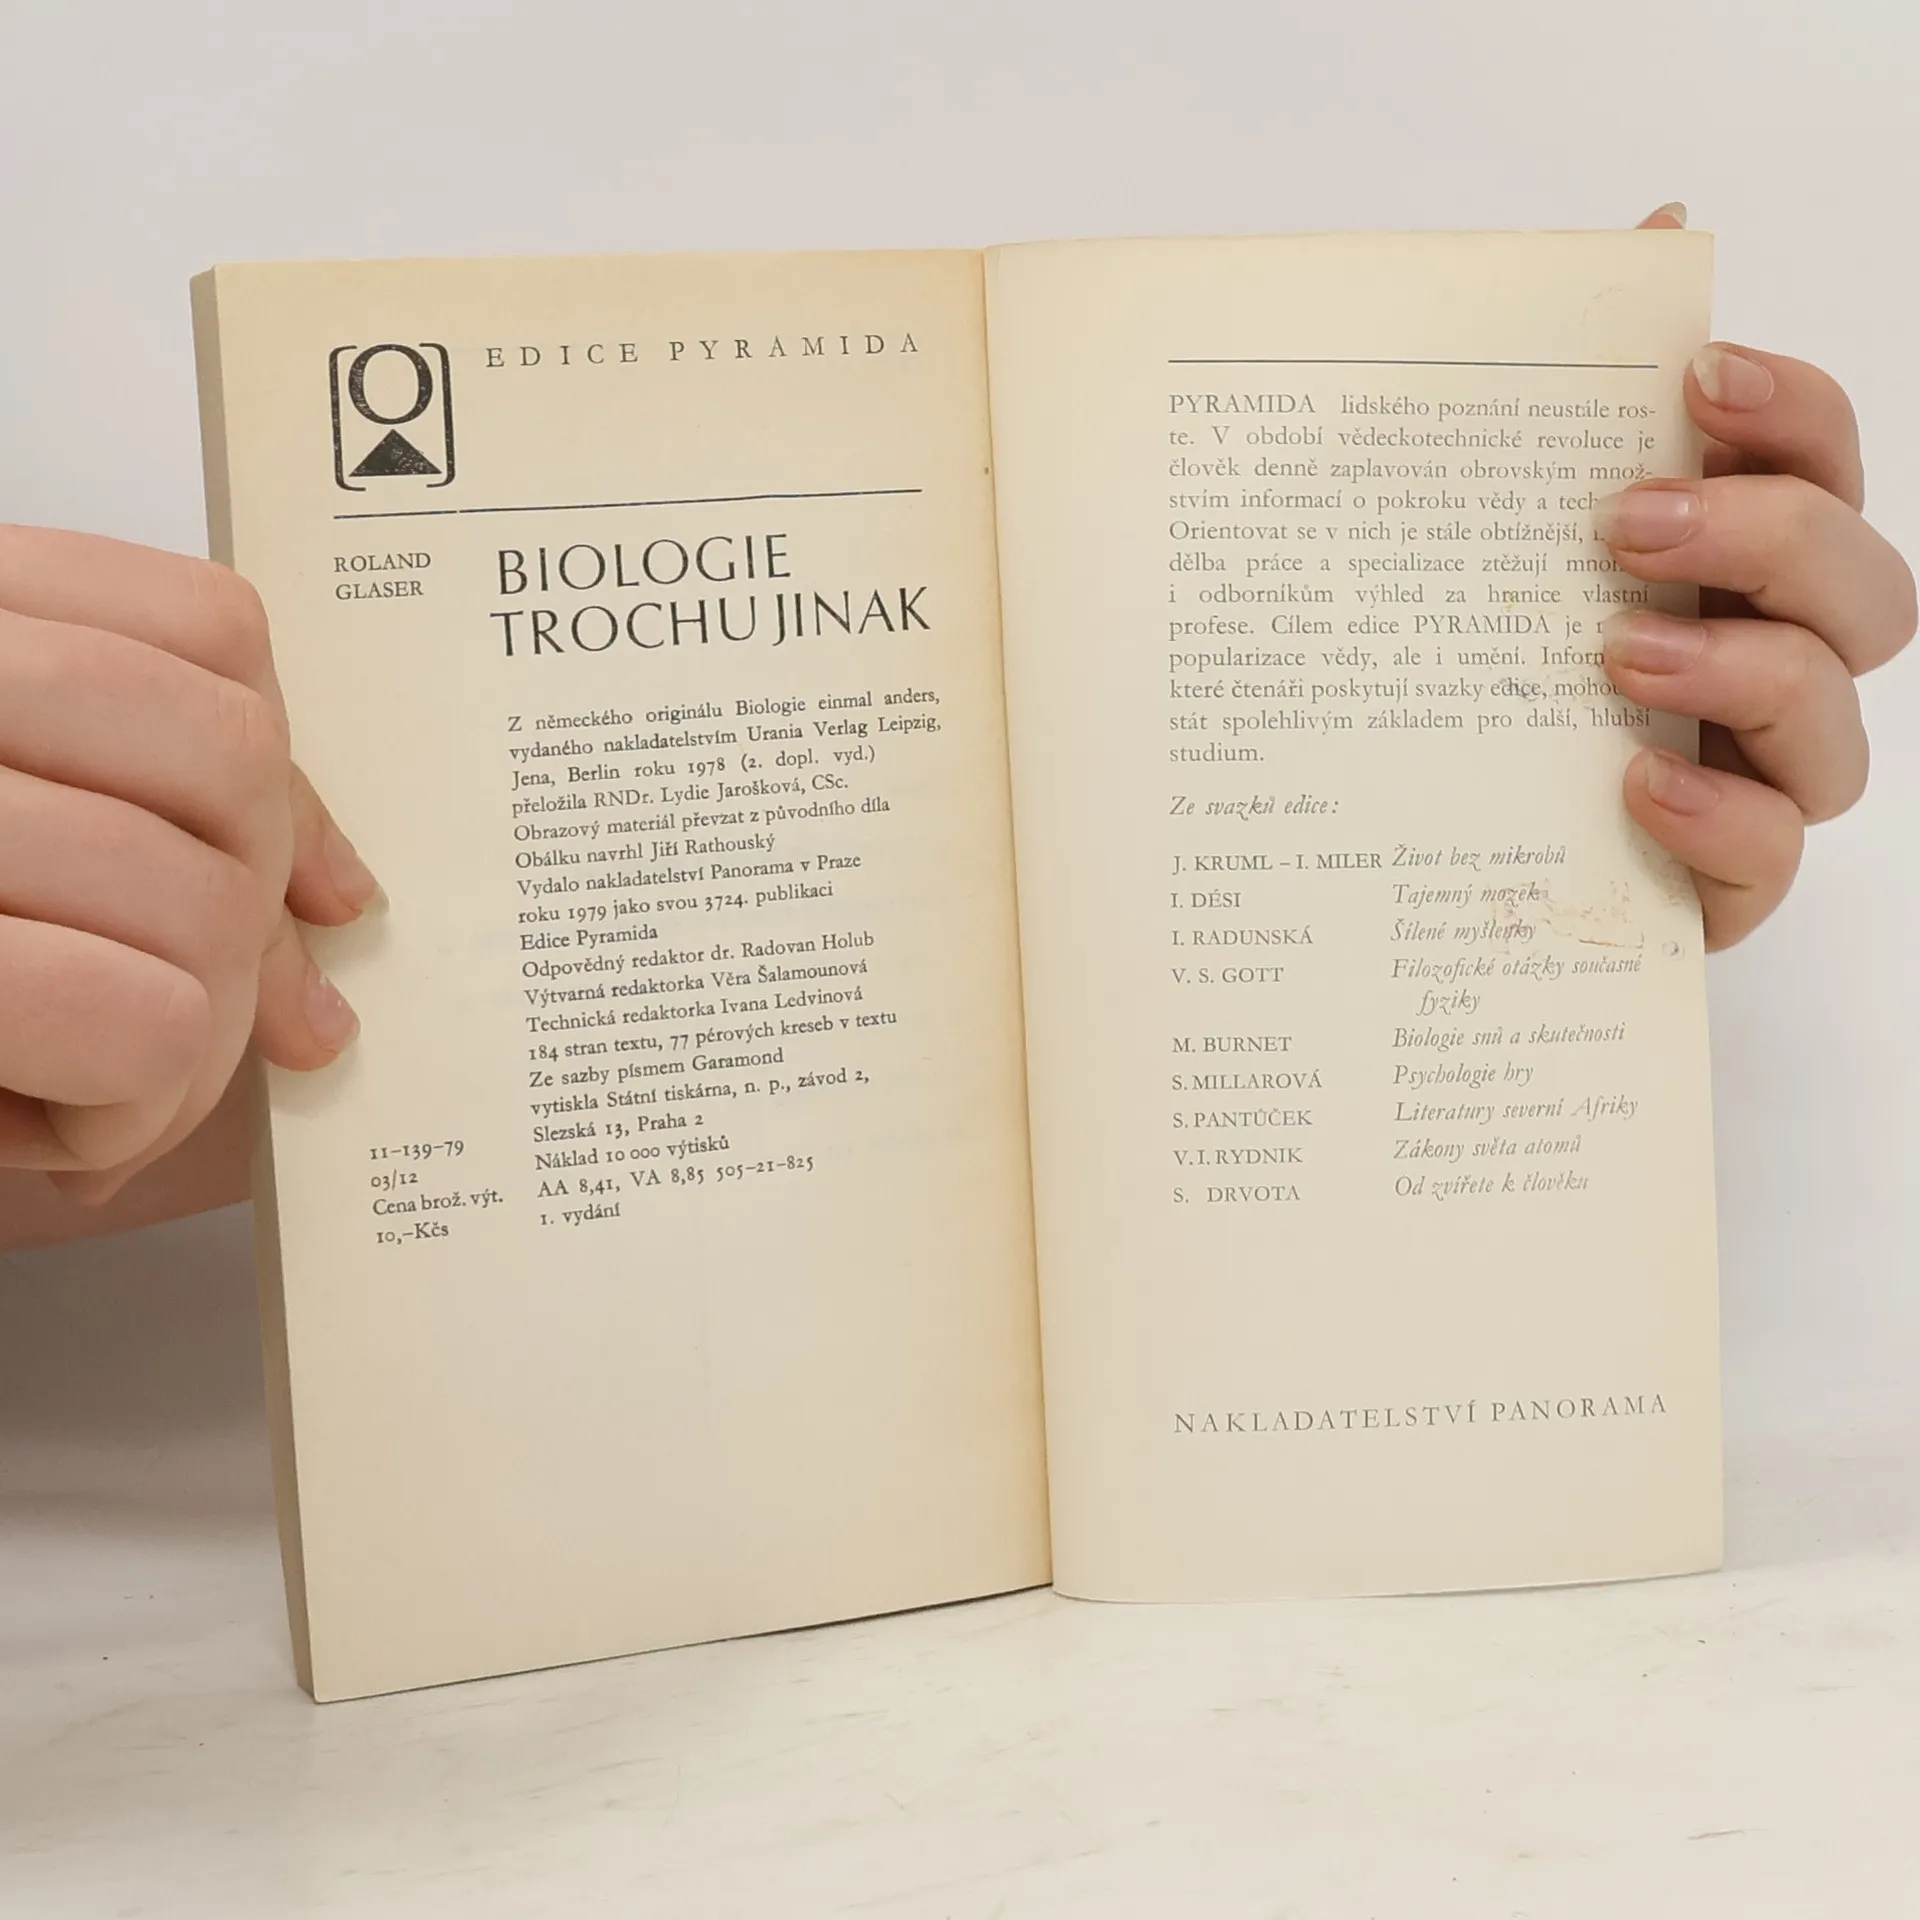 EDICE PYRAMIDA
ROLAND
GLASER
BIOLOGIE
TROCHU JINAK
Z německého originálu Biologie einmal anders,
vydaného nakladatelstvím Urania Verlag Leipzig,
Jena, Berlin roku 1978 (2. dopl. vyd.)
přeložila RNDr. Lydie Jarošková, CSc.
Obrazový materiál převzat z původního díla
Obálku navrhl Jiří Rathouský
Vydalo nakladatelství Panorama v Praze
roku 1979 jako svou 3724. publikaci
Edice Pyramida
Odpovědný redaktor dr. Radovan Holub
Výtvarná redaktorka Věra Šalamounová
Technická redaktorka Ivana Ledvinová
184 stran textu, 77 pérových kreseb v textu
Ze sazby písmem Garamond
vytiskla Státní tiskárna, n. p., závod 2,
Slezská 13, Praha 2
Náklad 10 000 výtisků
AA 8,41, VA 8,85 505-21-825
1. vydání
11-139-79
03/12
Cena brož. výt.
10,-Kčs
PYRAMIDA lidského poznání neustále ros-
te. V období vědeckotechnické revoluce je
člověk denně zaplavován obrovským množ-
stvím informací o pokroku vědy a
Orientovat se v nich je stále obtížnější,
dělba práce a specializace ztěžují
i odborníkům výhled za hranice vlastní
profese. Cílem edice PYRAMIDA je
popularizace vědy, ale i umění.
které čtenáři poskytují svazky edice,
stát spolehlivým základem pro další, hlubší
studium.
Ze svazků edice:
J. KRUML – I. MILER Život bez mikrobů
I. DÉSI Tajemný mozek
I. RADUNSKÁ Šílené myšlenky
V. S. GOTT Filozofické otázky současné
fyziky
M. BURNET Biologie snů a skutečnosti
S. MILLAROVÁ Psychologie hry
S. PANTŮČEK Literatury severní Afriky
V. I. RYDNIK Zákony světa atomů
S. DRVOTA Od zvířete k člověku
NAKLADATELSTVÍ PANORAMA